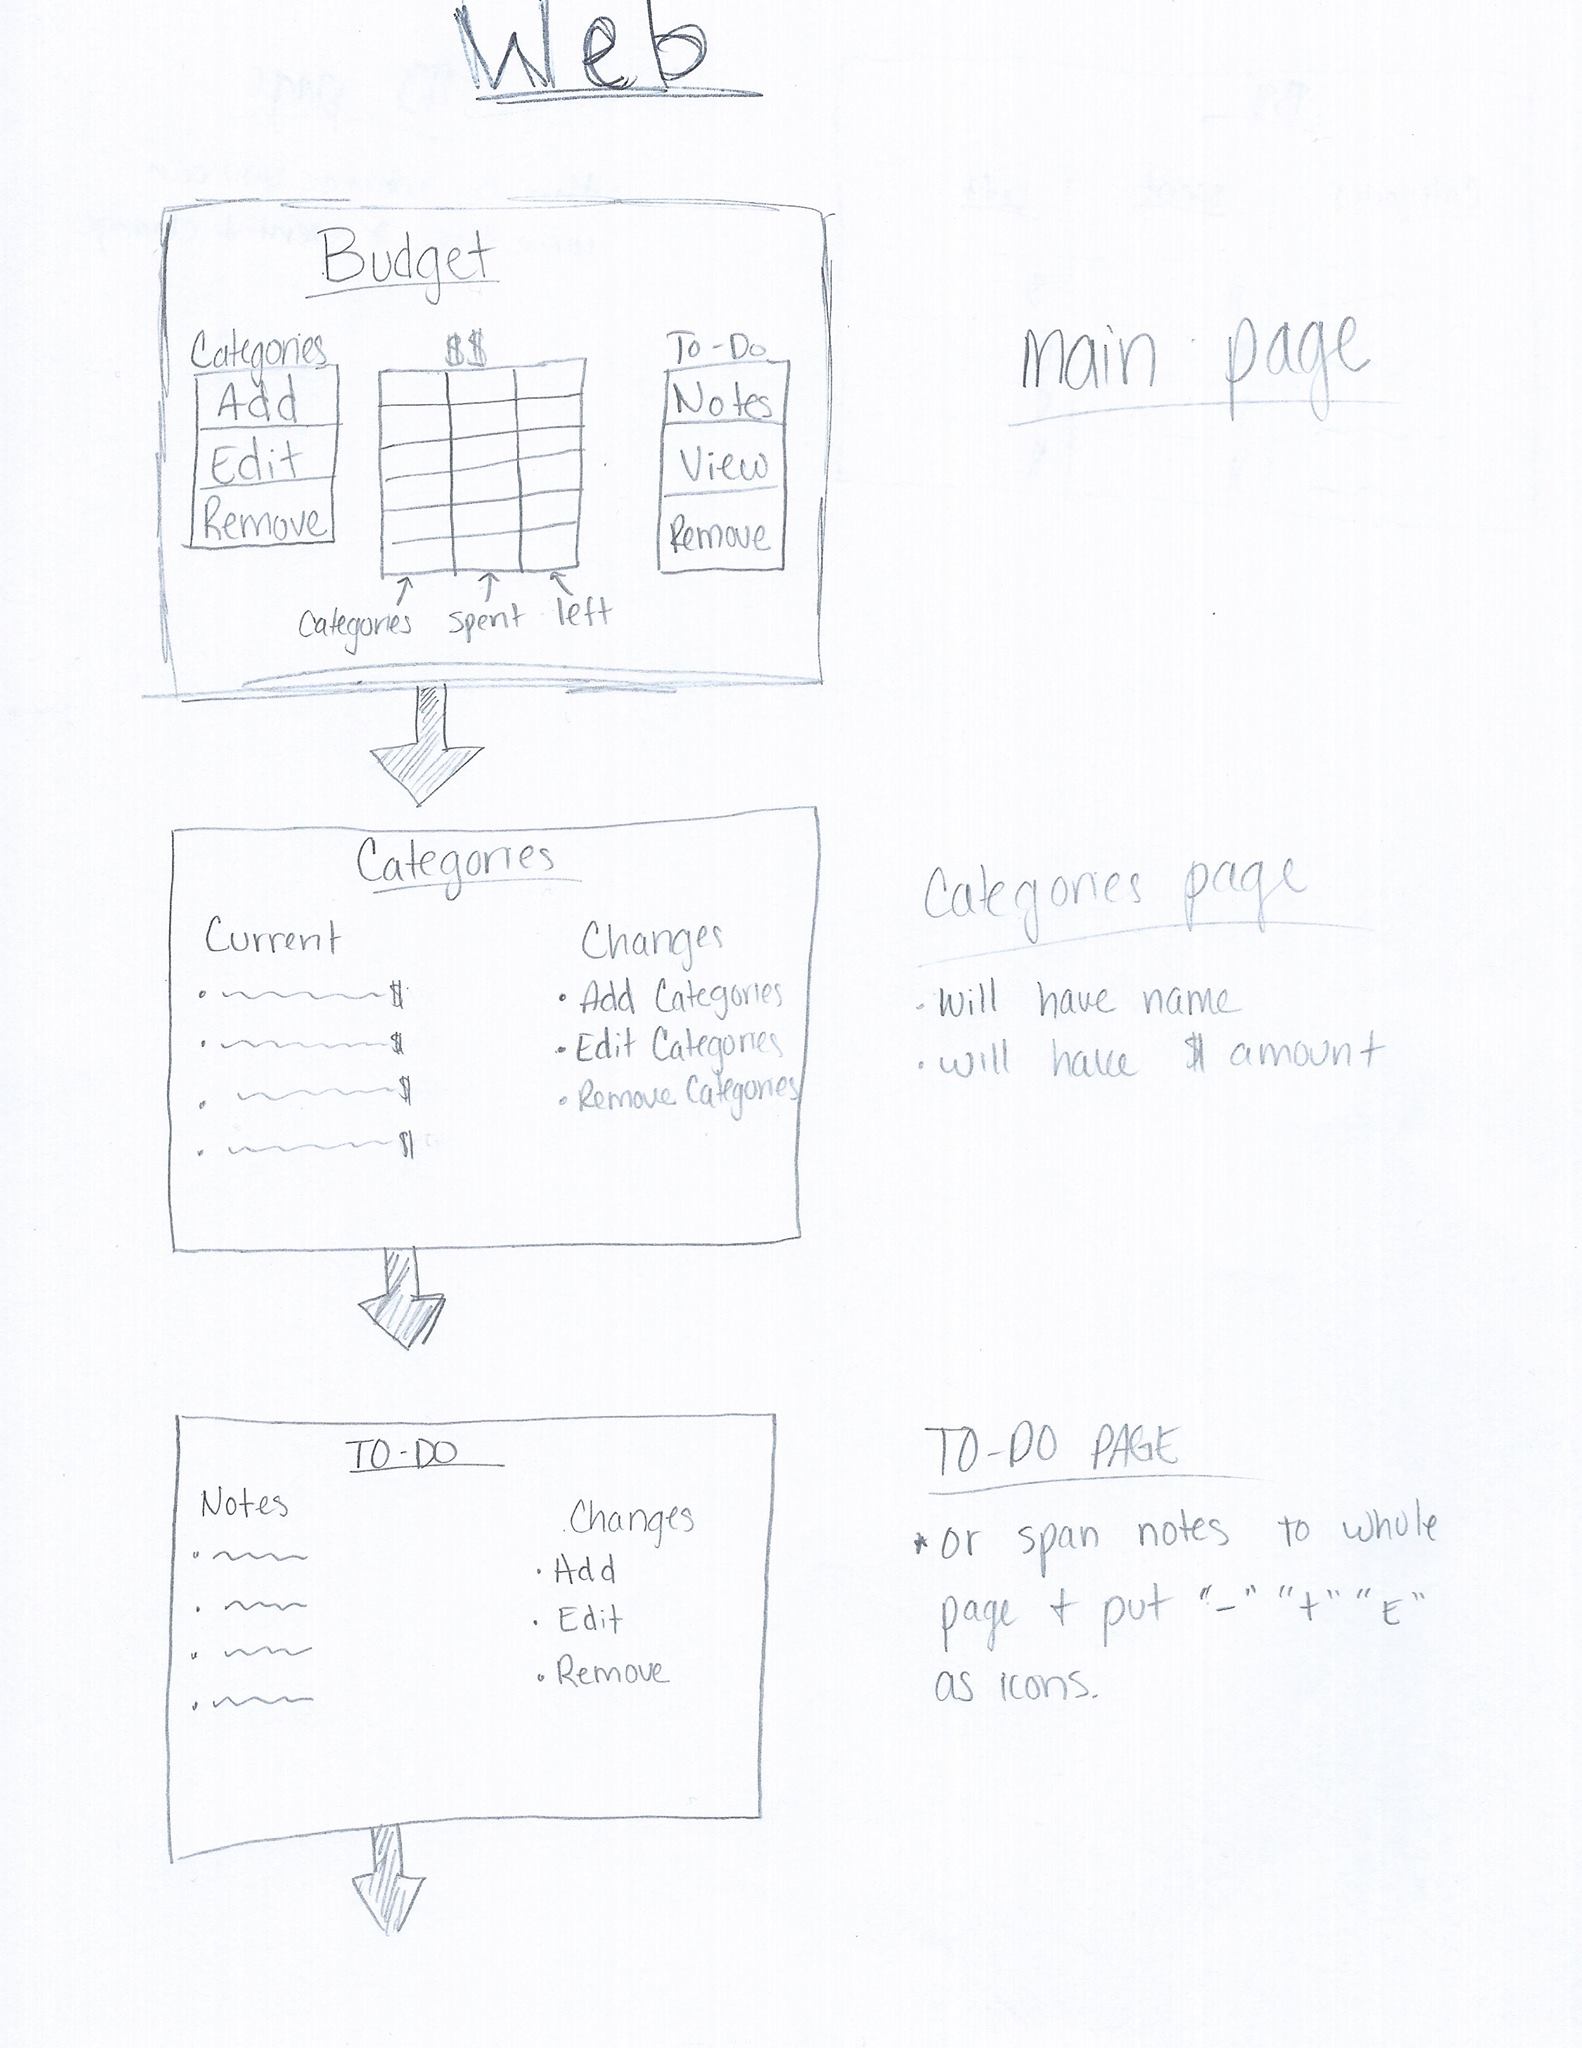 Web
Budget
Categories
Add
Edit
Remove
$$
To-Do
Notes
View
Remove
Categories spent left
main page
Categories
Current
$
$
$
$
Changes
• Add Categories
• Edit Categories
• Remove Categories
Categories page
• will have name
• will have $ amount
TO-DO
Notes
Changes
• Add
• Edit
• Remove
TO-DO PAGE
* or span notes to whole
page + put "-" "+" "E"
as icons.